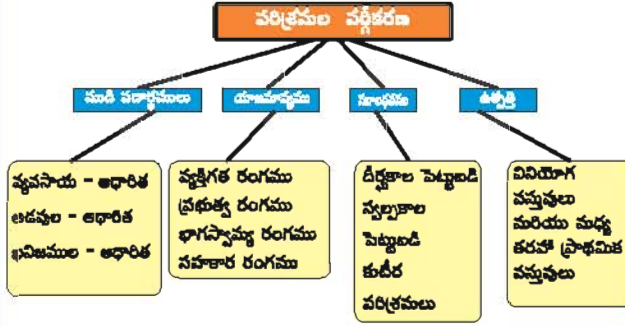 పరిశ్రమల వర్గీకరణ
ముడి పదార్థములు
యాజమాన్యము
ఉత్పత్తి
వ్యవసాయ - ఆధారిత
అడవుల - ఆధారిత
ఖనిజముల - ఆధారిత
వ్యక్తిగత రంగము
ప్రభుత్వ రంగము
భాగస్వామ్య రంగము
సహకార రంగము
దీర్ఘకాల పెట్టుబడి
స్వల్పకాల
పెట్టుబడి
కుటీర
పరిశ్రమలు
వినియోగ
వస్తువులు
మరియు మధ్య
తరహా ప్రాథమిక
వస్తువులు